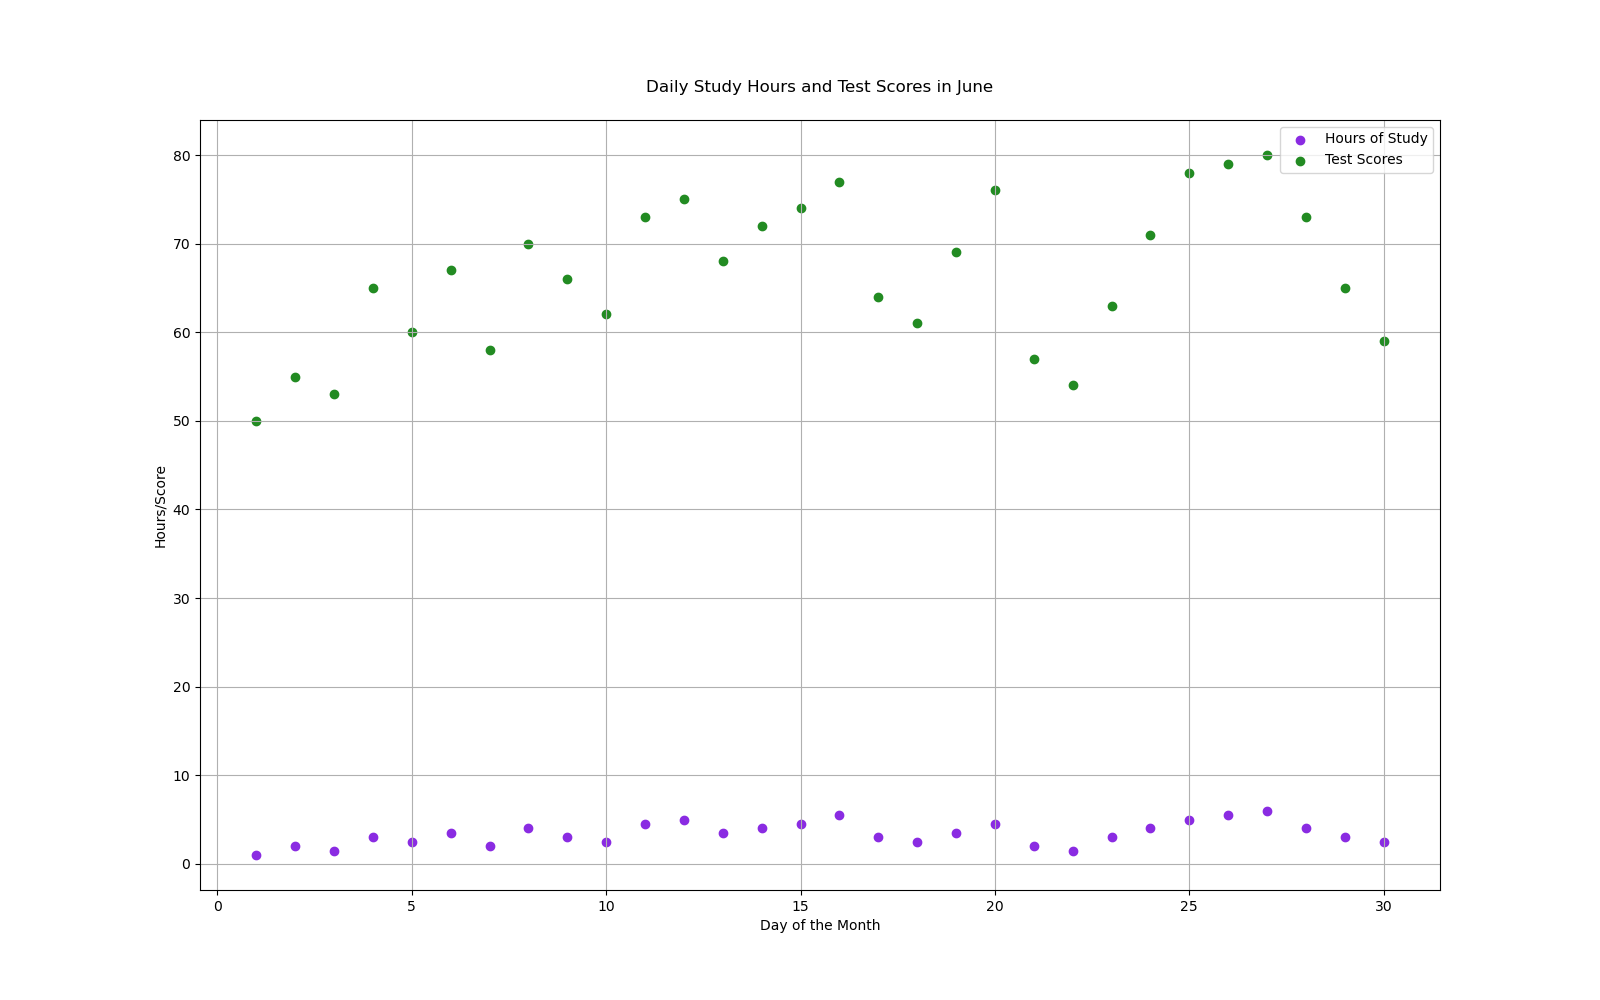 Daily Study Hours and Test Scores in June
Hours of Study
Test Scores
80
70
60
50
40
30
20
10
0
Hours/Score
0 5 10 15 20 25 30
Day of the Month